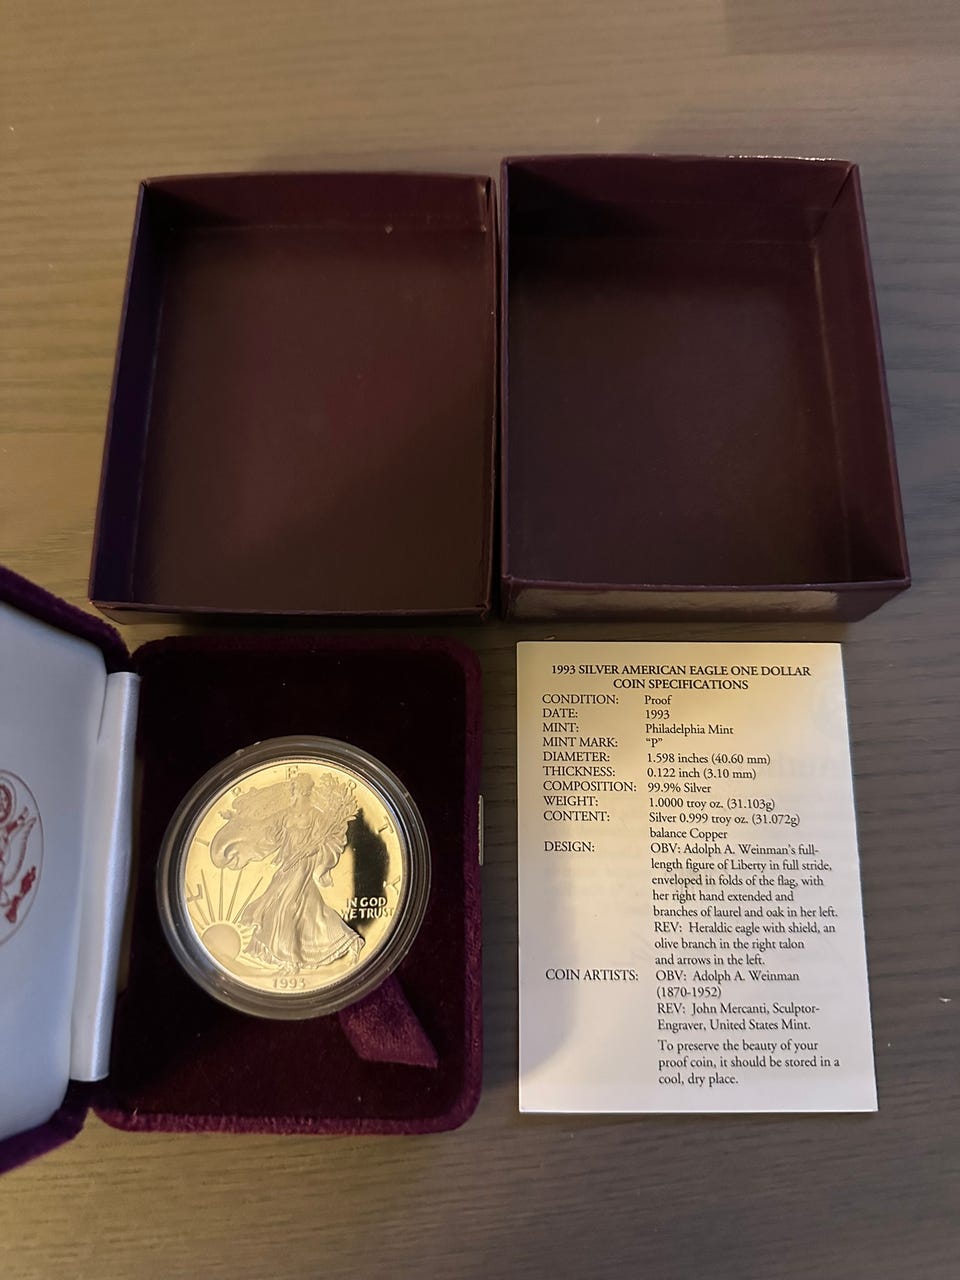 LIBERTY
IN GOD
WE TRUST
1993
1993 SILVER AMERICAN EAGLE ONE DOLLAR
COIN SPECIFICATIONS
CONDITION: Proof
DATE: 1993
MINT: Philadelphia Mint
MINT MARK: “P”
DIAMETER: 1.598 inches (40.60 mm)
THICKNESS: 0.122 inch (3.10 mm)
COMPOSITION: 99.9% Silver
WEIGHT: 1.0000 troy oz. (31.103g)
CONTENT: Silver 0.999 troy oz. (31.072g)
balance Copper
DESIGN: OBV: Adolph A. Weinman’s full-
length figure of Liberty in full stride,
enveloped in folds of the flag, with
her right hand extended and
branches of laurel and oak in her left.
REV: Heraldic eagle with shield, an
olive branch in the right talon
and arrows in the left.
COIN ARTISTS: OBV: Adolph A. Weinman
(1870-1952)
REV: John Mercanti, Sculptor-
Engraver, United States Mint.
To preserve the beauty of your
proof coin, it should be stored in a
cool, dry place.